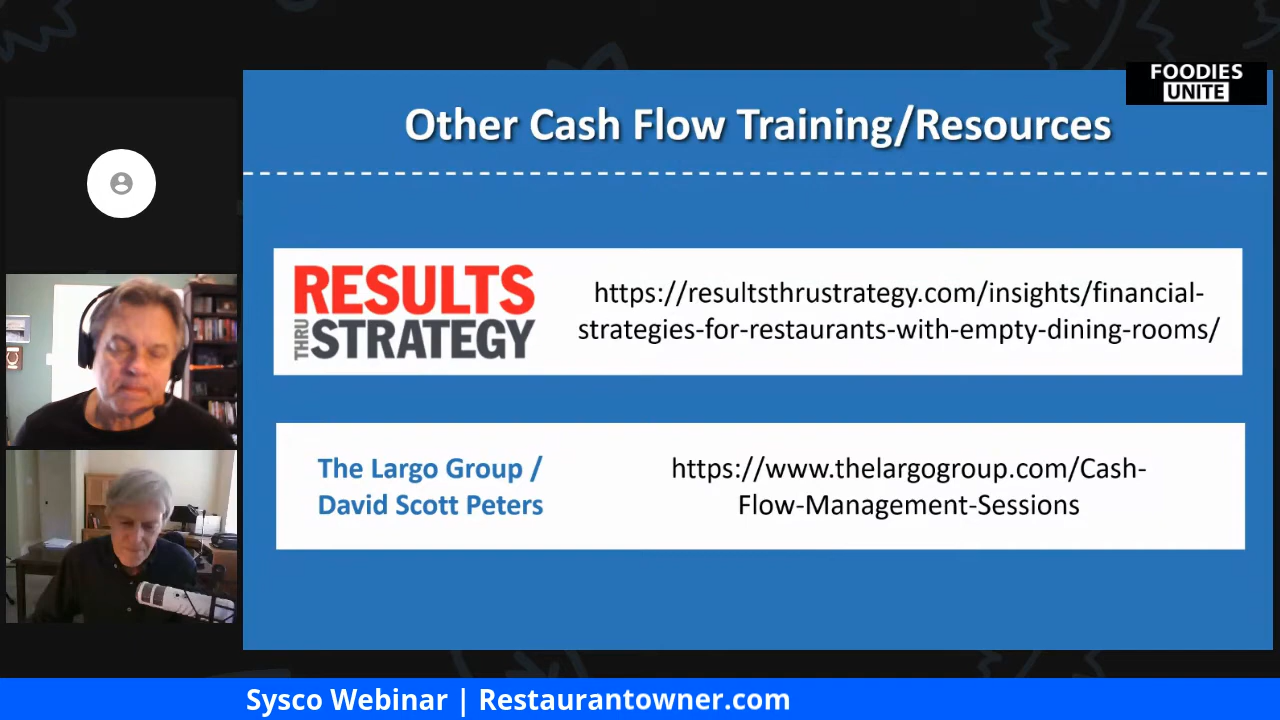 FOODIES
UNITE
Other Cash Flow Training/Resources
RESULTS
THRU STRATEGY
https://resultsthrustrategy.com/insights/financial-
strategies-for-restaurants-with-empty-dining-rooms/
The Largo Group /
David Scott Peters
https://www.thelargogroup.com/Cash-
Flow-Management-Sessions
Sysco Webinar | Restaurantowner.com